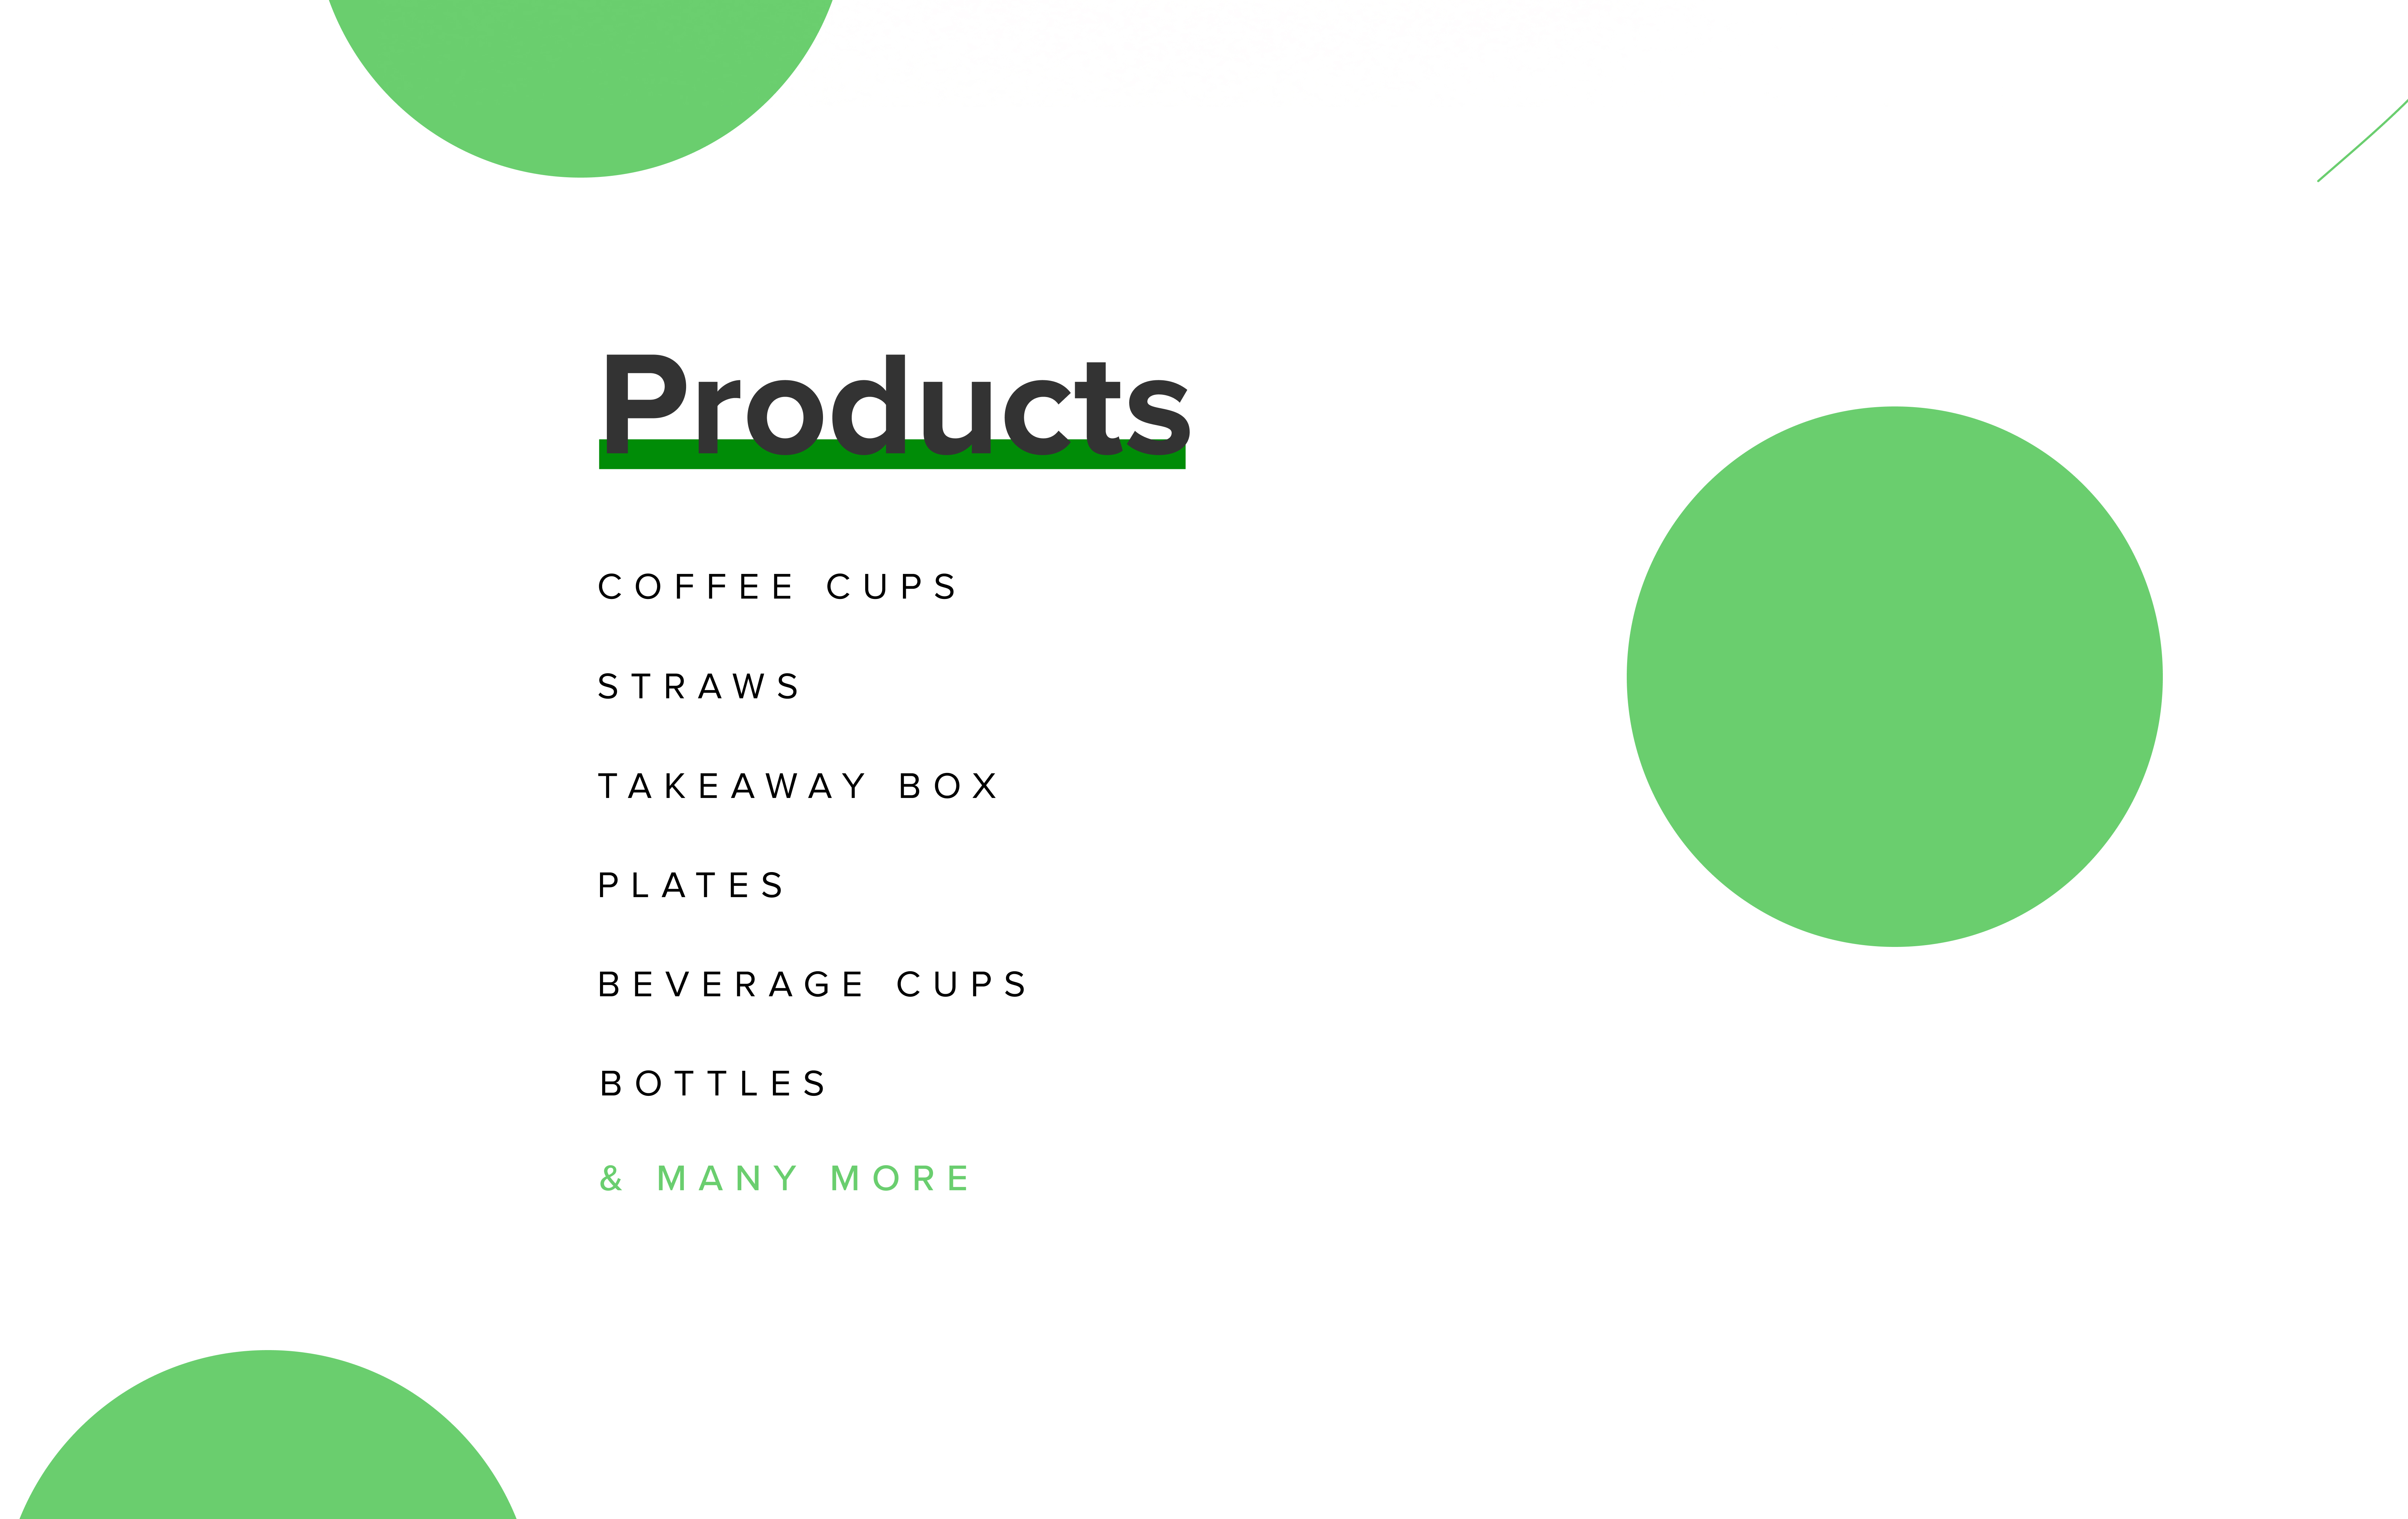 Products
COFFEE CUPS
STRAWS
TAKEAWAY BOX
PLATES
BEVERAGE CUPS
BOTTLES
& MANY MORE